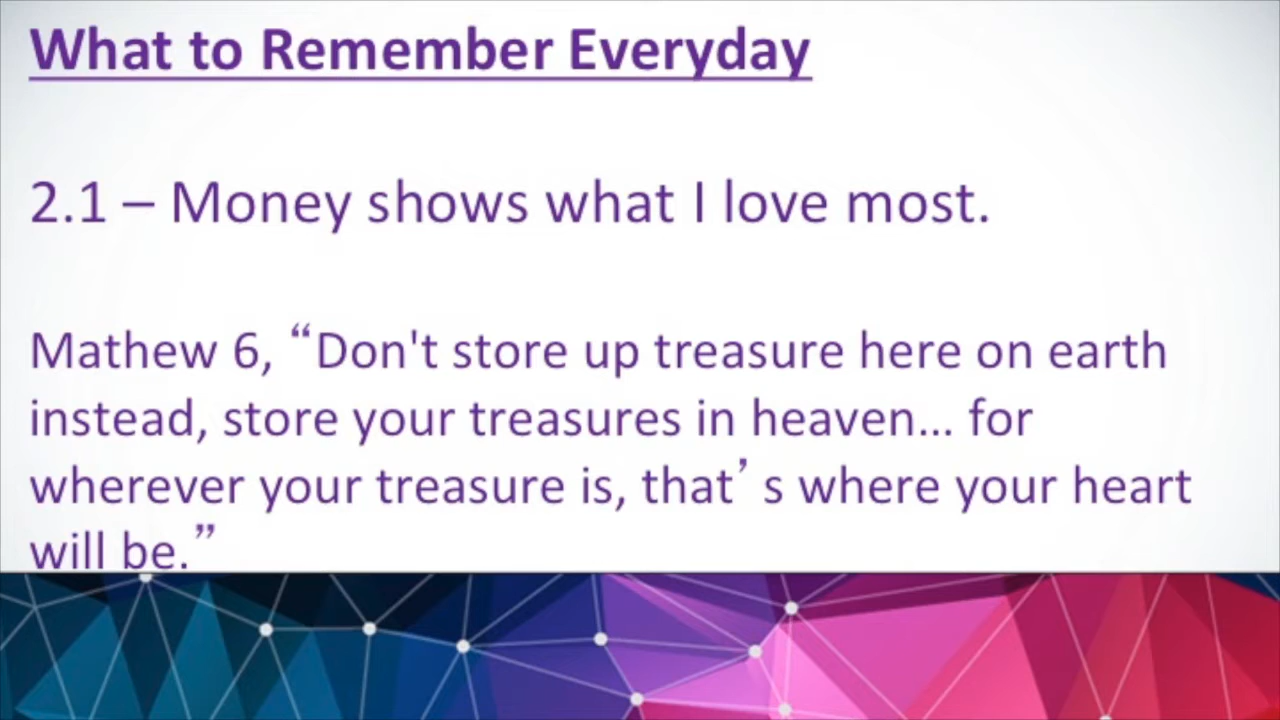 What to Remember Everyday
2.1 – Money shows what I love most.
Mathew 6, “Don't store up treasure here on earth
instead, store your treasures in heaven… for
wherever your treasure is, that’s where your heart
will be.”